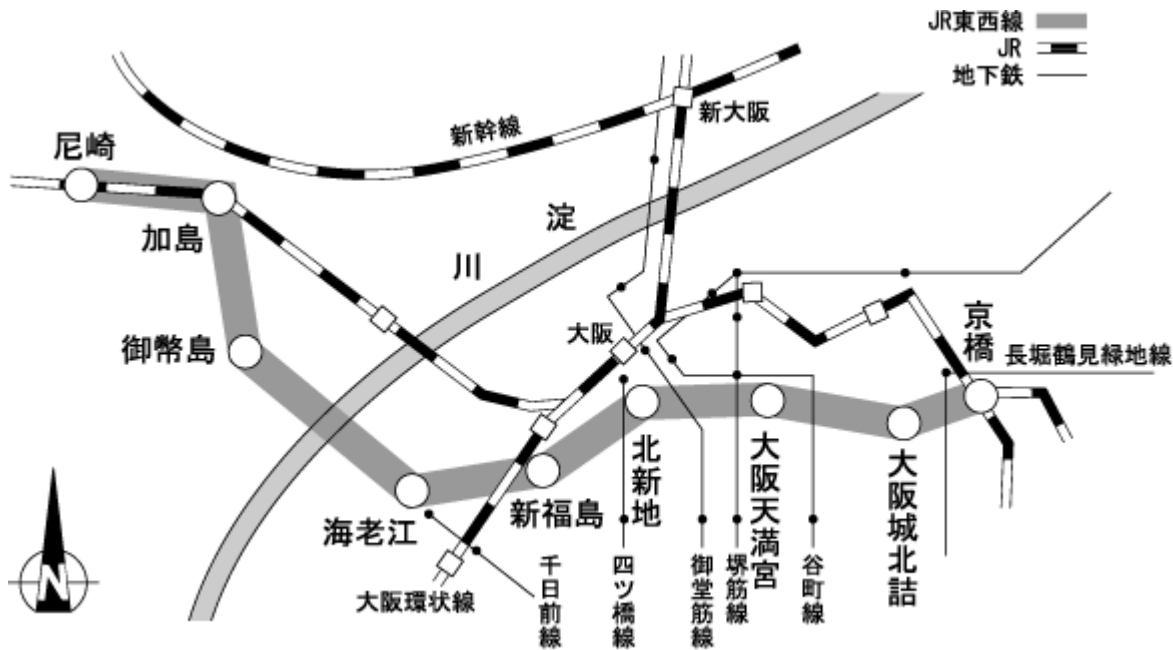 JR東西線
JR
地下鉄
新幹線
新大阪
尼崎
加島
淀
川
御幣島
大阪
京橋
長堀鶴見緑地線
海老江
新福島
北新地
大阪天満宮
大阪城北詰
大阪環状線
千日前線
四ツ橋線
御堂筋線
堺筋線
谷町線
N